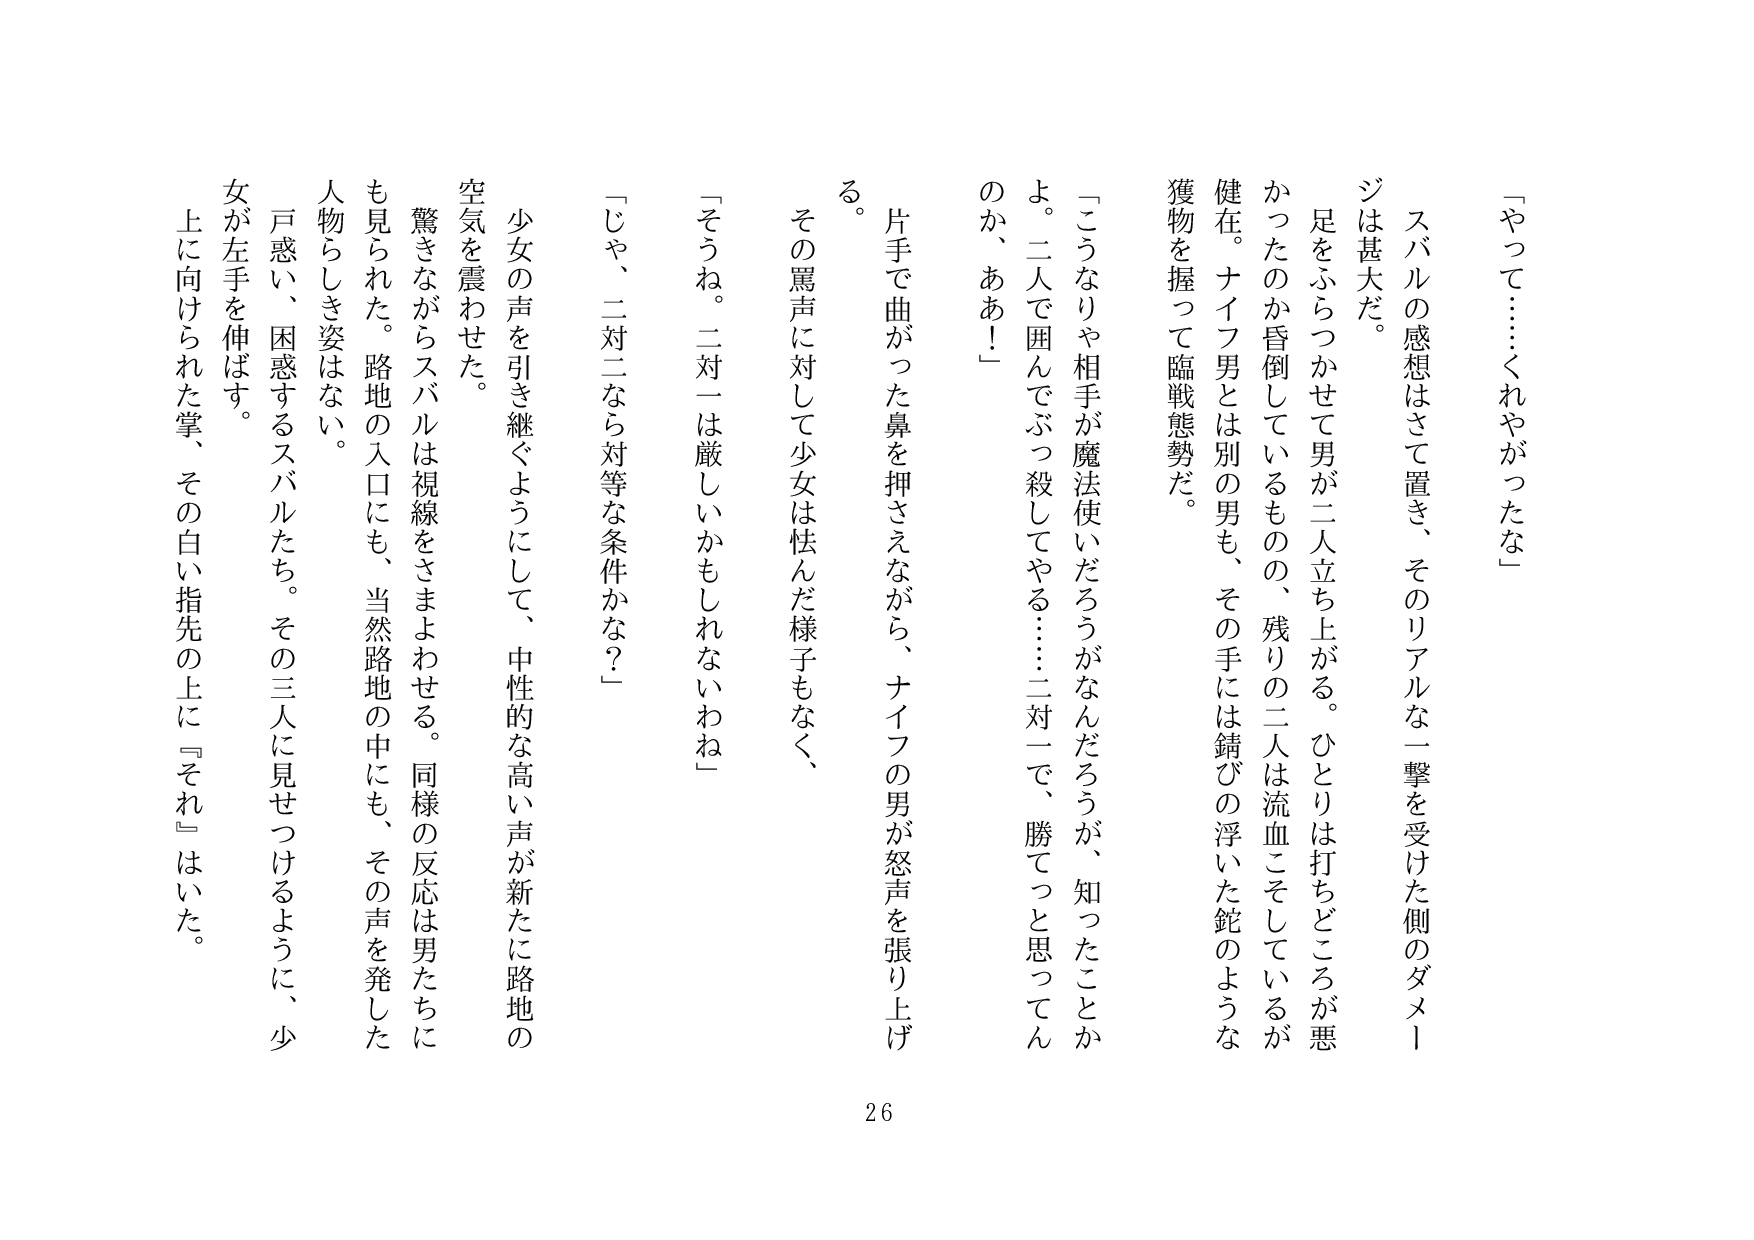 「やって……くれやがったな」
　スバルの感想はさて置き、そのリアルな一撃を受けた側のダメー
ジは甚大だ。
　足をふらつかせて男が二人立ち上がる。ひとりは打ちどころが悪
かったのか昏倒しているものの、残りの二人は流血こそしているが
健在。ナイフ男とは別の男も、その手には錆びの浮いた鉈のような
獲物を握って臨戦態勢だ。
「こうなりや相手が魔法使いだろうがなんだろうが、知ったことか
よ。二人で囲んでぶっ殺してやる……二対一で、勝てっと思ってん
のか、ああ！」
　片手で曲がった鼻を押さえながら、ナイフの男が怒声を張り上げ
る。
　その罵声に対して少女は怯んだ様子もなく、
「そうね。二対一は厳しいかもしれないわね」
「じゃ、二対二なら対等な条件かな？」
　少女の声を引き継ぐようにして、中性的な高い声が新たに路地の
空気を震わせた。
　驚きながらスバルは視線をさまよわせる。同様の反応は男たちに
も見られた。路地の入口にも、当然路地の中にも、その声を発した
人物らしき姿はない。
　戸惑い、困惑するスバルたち。その三人に見せつけるように、少
女が左手を伸ばす。
　上に向けられた掌、その白い指先の上に『それ』はいた。
26